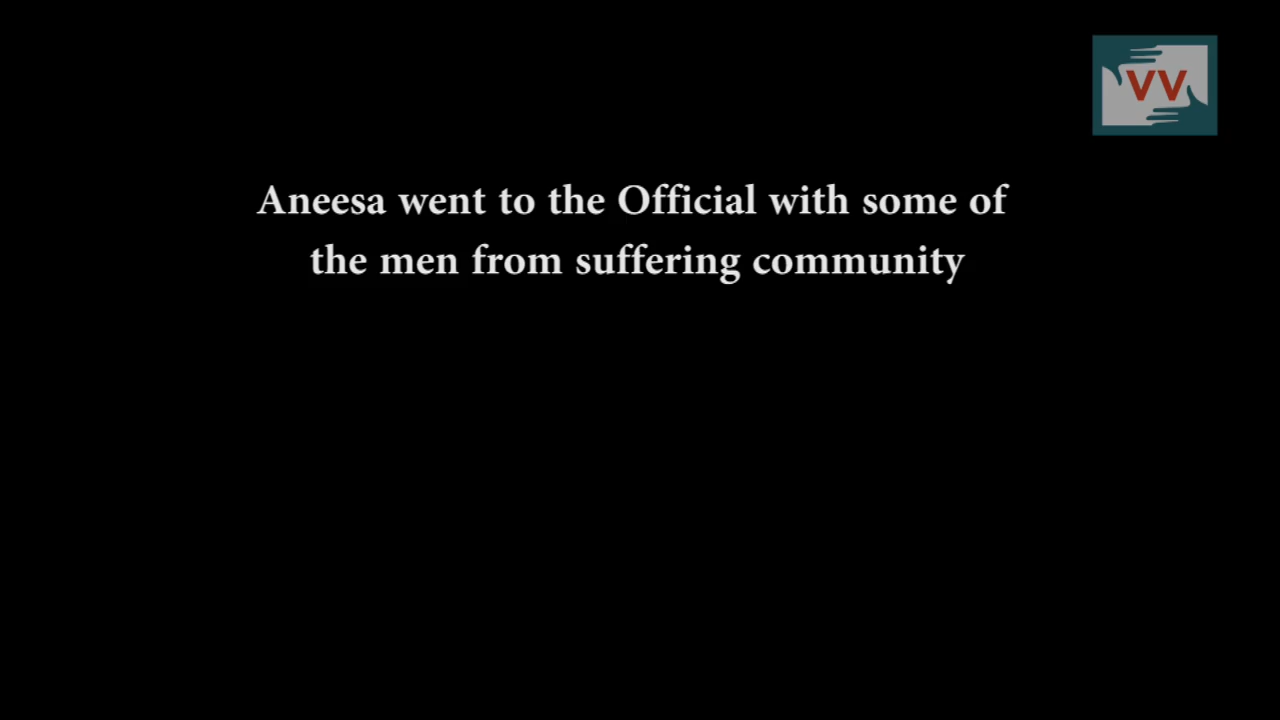 VV
Aneesa went to the Official with some of
the men from suffering community